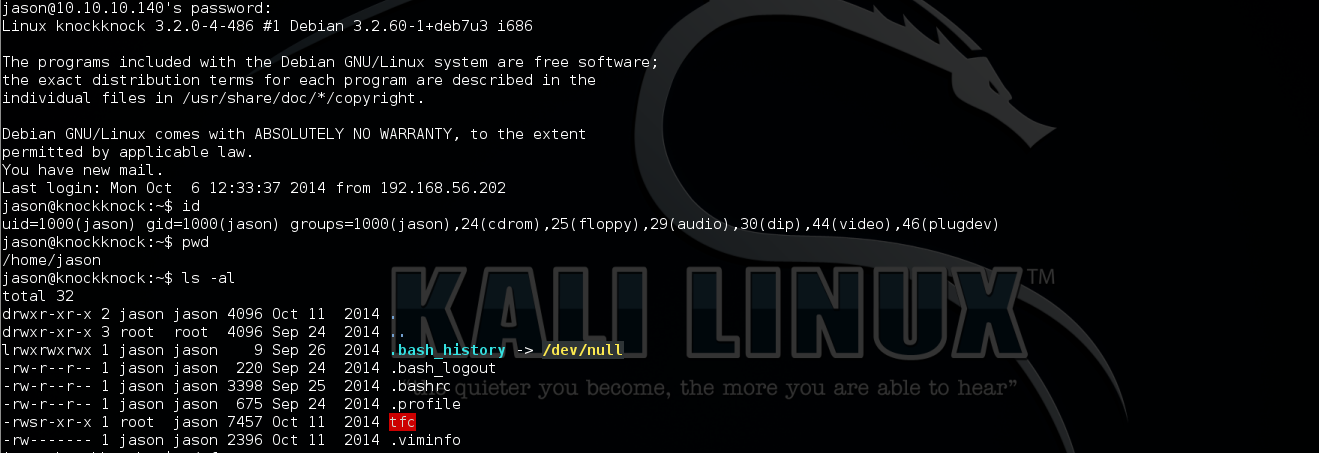 jason@10.10.10.140's password:
Linux knockknock 3.2.0-4-486 #1 Debian 3.2.60-1+deb7u3 i686
The programs included with the Debian GNU/Linux system are free software;
the exact distribution terms for each program are described in the
individual files in /usr/share/doc/*/copyright.
Debian GNU/Linux comes with ABSOLUTELY NO WARRANTY, to the extent
permitted by applicable law.
You have new mail.
Last login: Mon Oct  6 12:33:37 2014 from 192.168.56.202
jason@knockknock:~$ id
uid=1000(jason) gid=1000(jason) groups=1000(jason),24(cdrom),25(floppy),29(audio),30(dip),44(video),46(plugdev)
jason@knockknock:~$ pwd
/home/jason
jason@knockknock:~$ ls -al
total 32
drwxr-xr-x 2 jason jason 4096 Oct 11  2014 .
drwxr-xr-x 3 root  root  4096 Sep 24  2014 ..
lrwxrwxrwx 1 jason jason    9 Sep 26  2014 .bash_history -> /dev/null
-rw-r--r-- 1 jason jason  220 Sep 24  2014 .bash_logout
-rw-r--r-- 1 jason jason 3398 Sep 25  2014 .bashrc
-rw-r--r-- 1 jason jason  675 Sep 24  2014 .profile
-rwsr-xr-x 1 root  jason 7457 Oct 11  2014 tfc
-rw------- 1 jason jason 2396 Oct 11  2014 .viminfo
KALI LINUX™
quieter you become, the more you are able to hear”